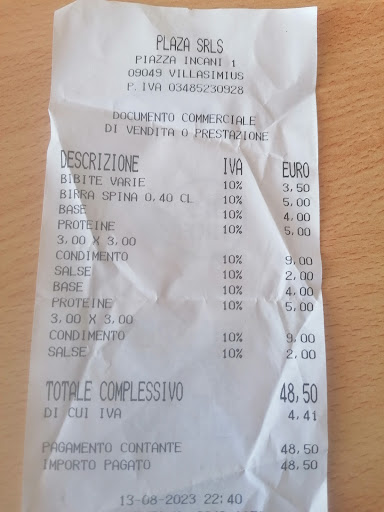 PLAZA SRLS
PIAZZA INCANI 1
09049 VILLASIMIUS
P. IVA 03485230928
DOCUMENTO COMMERCIALE
DI VENDITA O PRESTAZIONE
DESCRIZIONE IVA EURO
BIBITE VARIE 10% 3,50
BIRRA SPINA 0,40 CL 10% 5,00
BASE 10% 4,00
PROTEINE 10% 5,00
3,00 X 3,00
CONDIMENTO 10% 9,00
SALSE 10% 2,00
BASE 10% 4,00
PROTEINE 10% 5,00
3,00 X 3,00
CONDIMENTO 10% 9,00
SALSE 10% 2,00
TOTALE COMPLESSIVO 48,50
DI CUI IVA 4,41
PAGAMENTO CONTANTE 48,50
IMPORTO PAGATO 48,50
13-08-2023 22:40